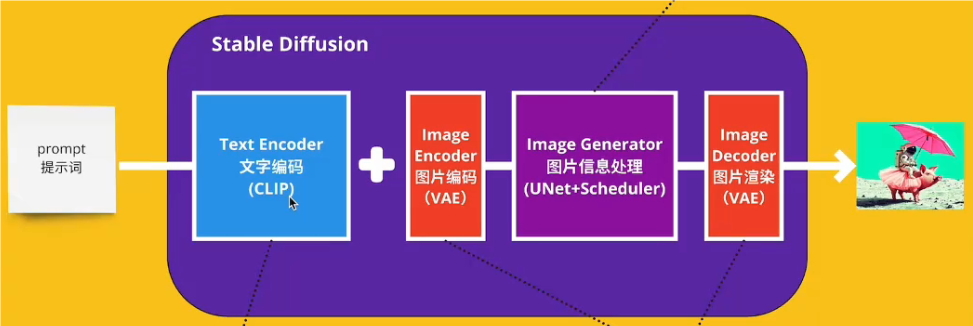 Stable Diffusion
prompt
提示词
Text Encoder
文字编码
(CLIP)
Image
Encoder
图片编码
（VAE）
Image Generator
图片信息处理
(UNet+Scheduler)
Image
Decoder
图片渲染
（VAE）